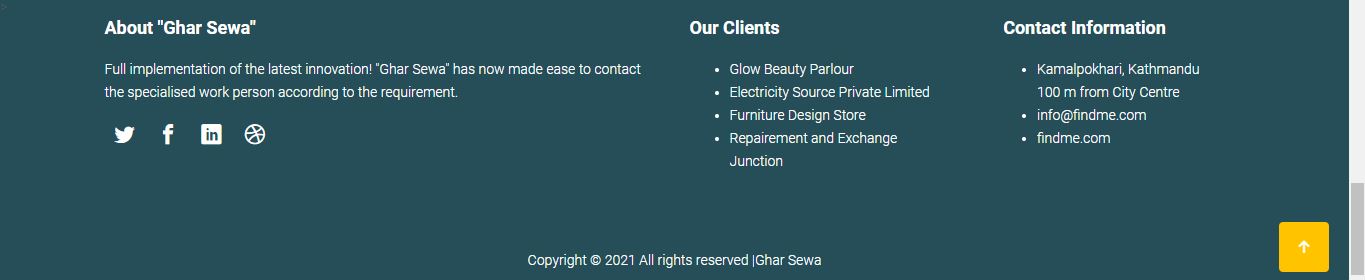 >
About "Ghar Sewa"
Full implementation of the latest innovation! "Ghar Sewa" has now made ease to contact
the specialised work person according to the requirement.
Our Clients
Glow Beauty Parlour
Electricity Source Private Limited
Furniture Design Store
Repairement and Exchange
Junction
Contact Information
Kamalpokhari, Kathmandu
100 m from City Centre
info@findme.com
findme.com
Copyright © 2021 All rights reserved |Ghar Sewa